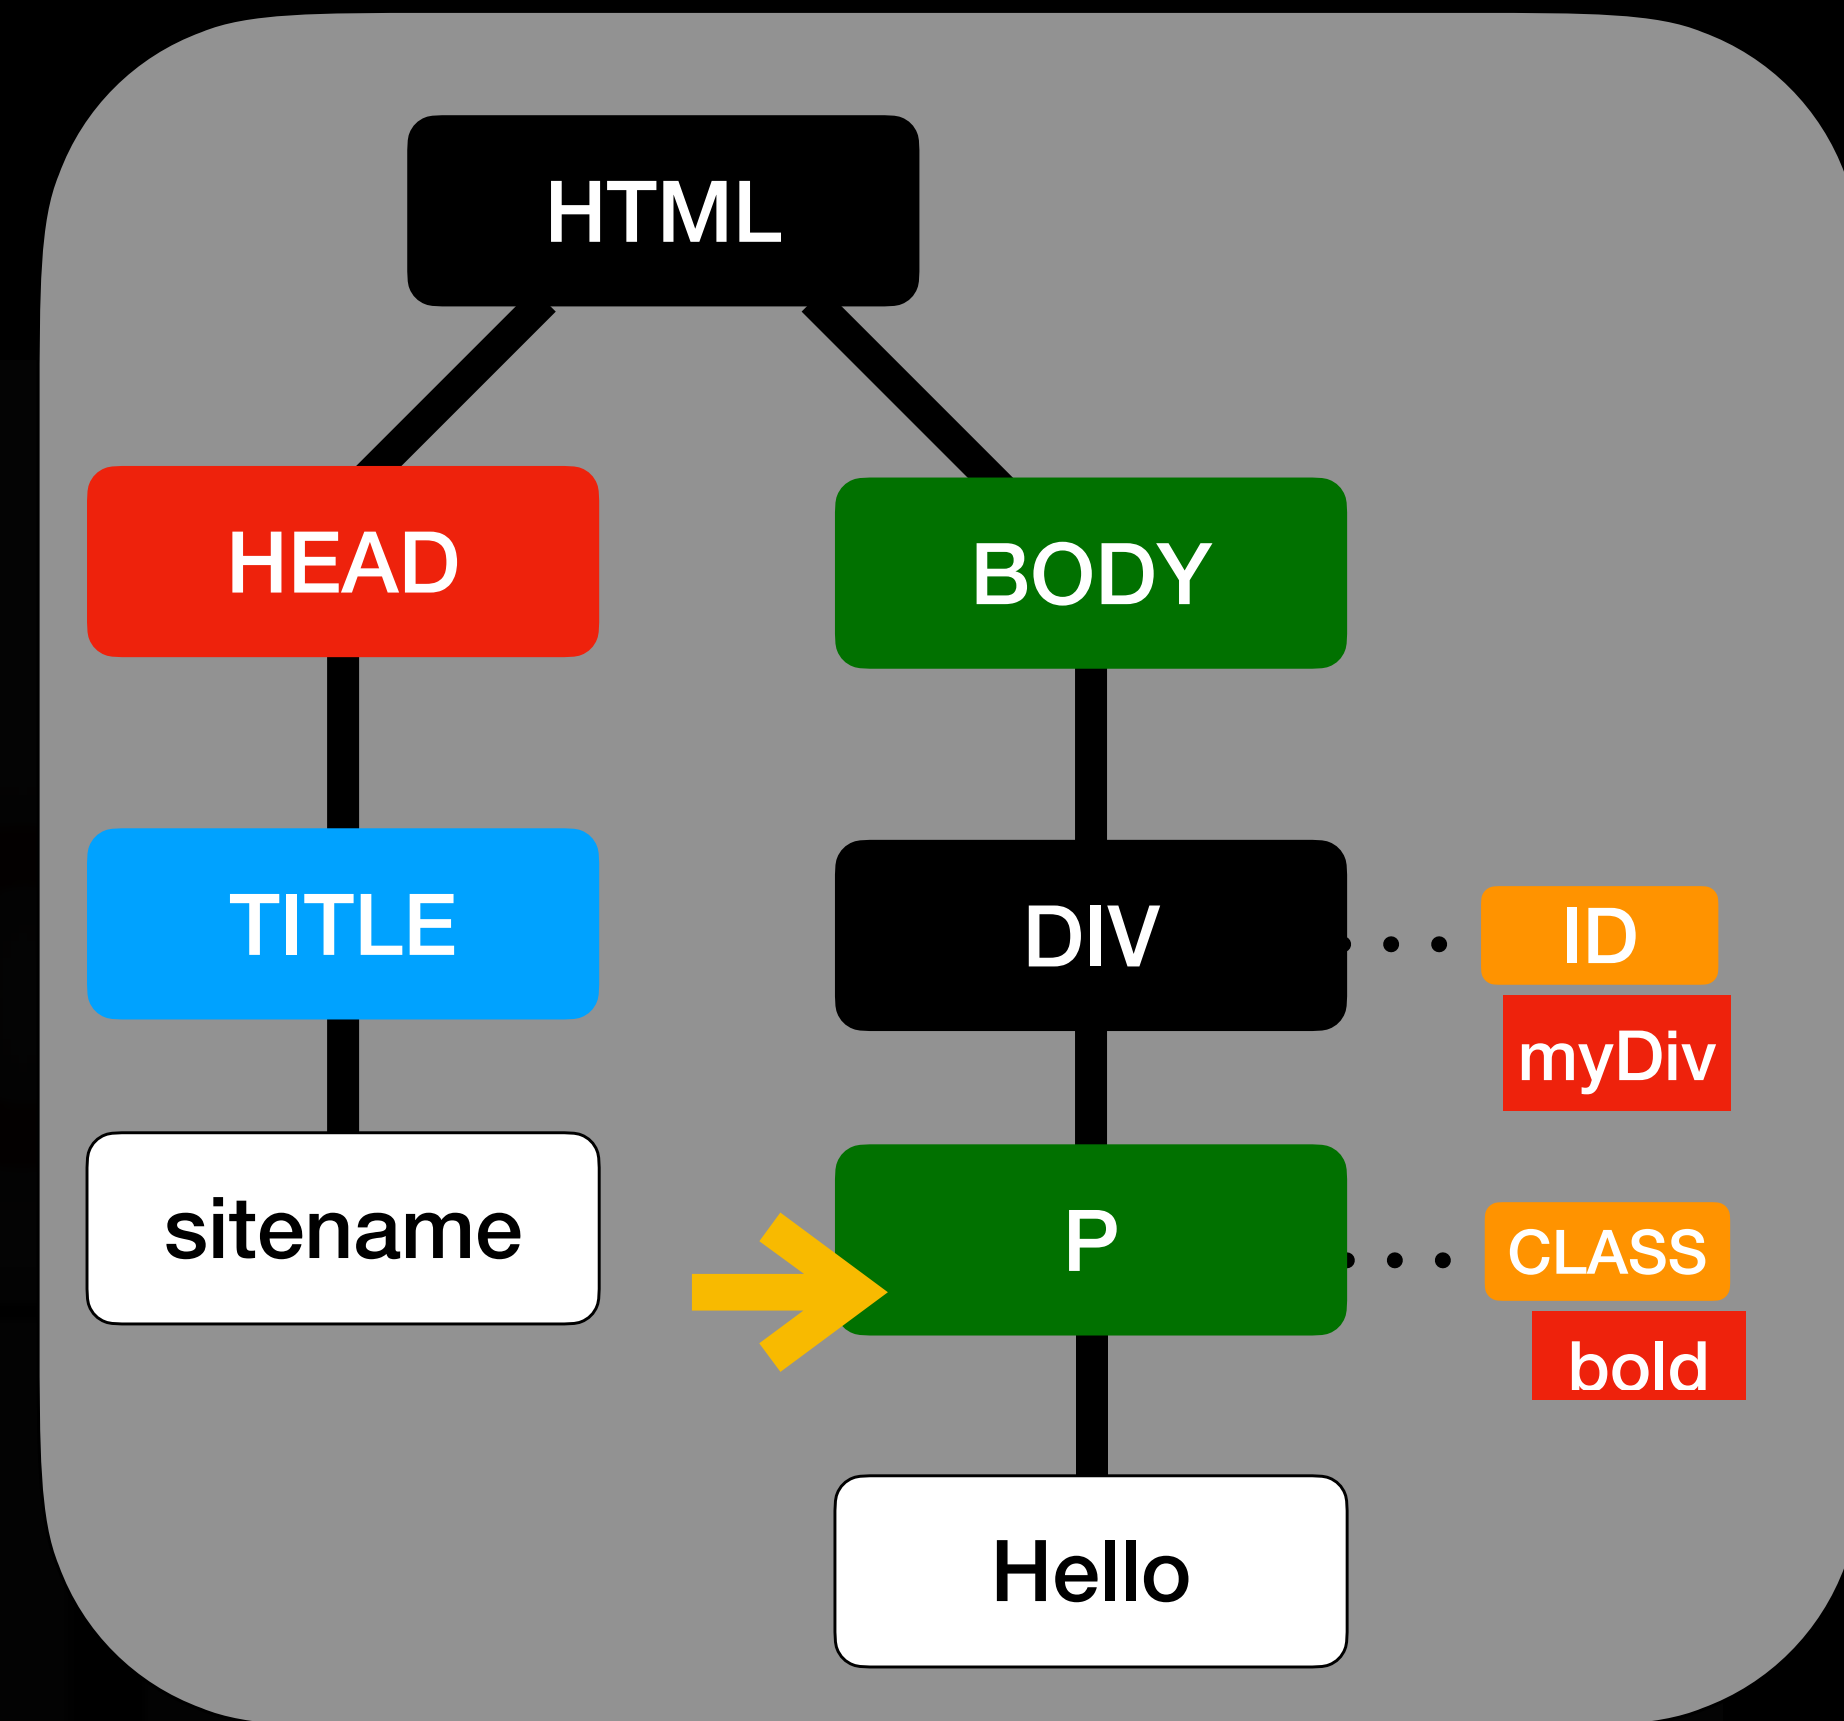 HTML
HEAD
BODY
TITLE
DIV
ID
myDiv
sitename
P
CLASS
bold
Hello